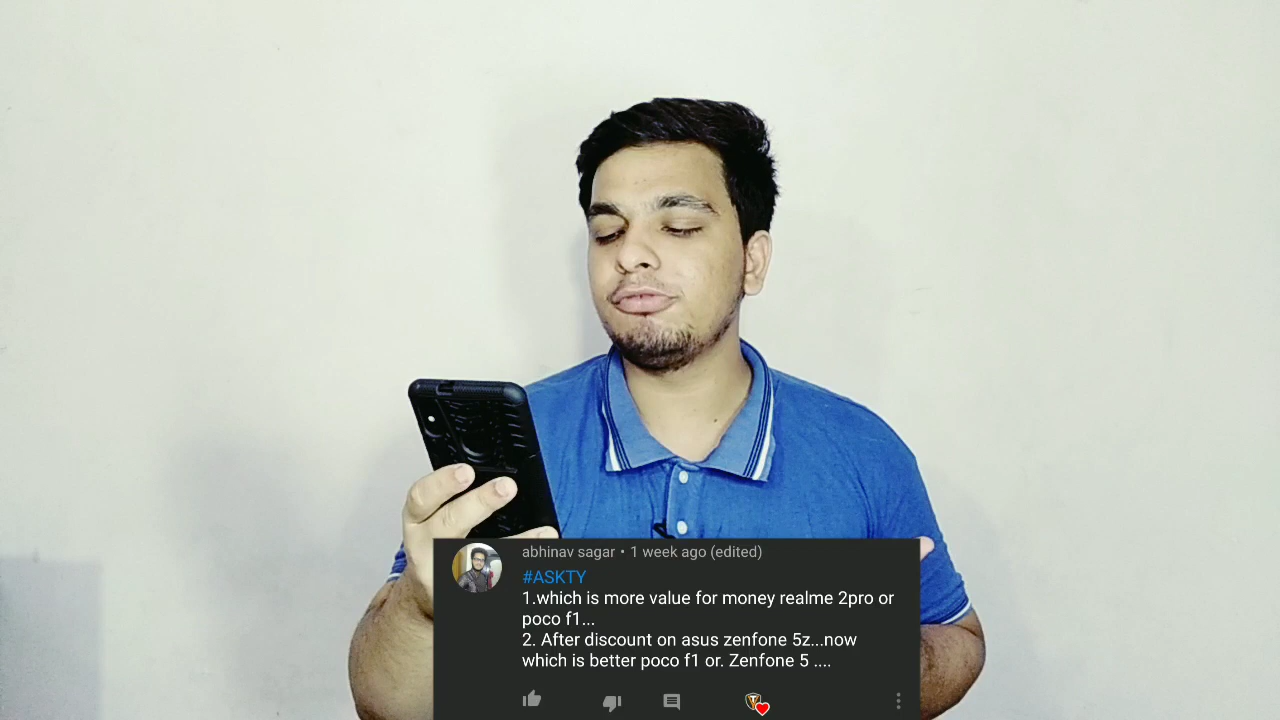 abhinav sagar • 1 week ago (edited)
#ASKTY
1.which is more value for money realme 2pro or
poco f1...
2. After discount on asus zenfone 5z...now
which is better poco f1 or. Zenfone 5 ....